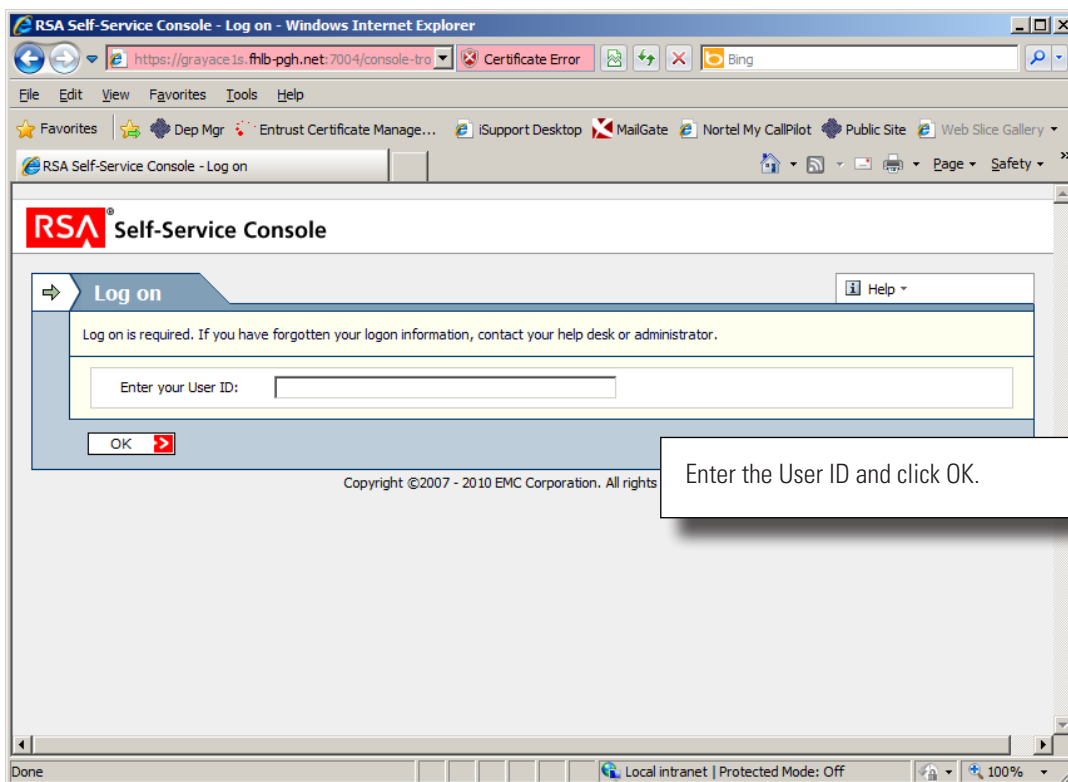 RSA Self-Service Console - Log on - Windows Internet Explorer
https://grayace1s.fhlb-pgh.net:7004/console-tro Certificate Error Bing
File Edit View Favorites Tools Help
Favorites Dep Mgr Entrust Certificate Manage... iSupport Desktop MailGate Nortel My CallPilot Public Site Web Slice Gallery
RSA Self-Service Console - Log on Page Safety »
RSA® Self-Service Console
Log on Help
Log on is required. If you have forgotten your logon information, contact your help desk or administrator.
Enter your User ID:
OK
Copyright ©2007 - 2010 EMC Corporation. All rights
Enter the User ID and click OK.
Done Local intranet | Protected Mode: Off 100%